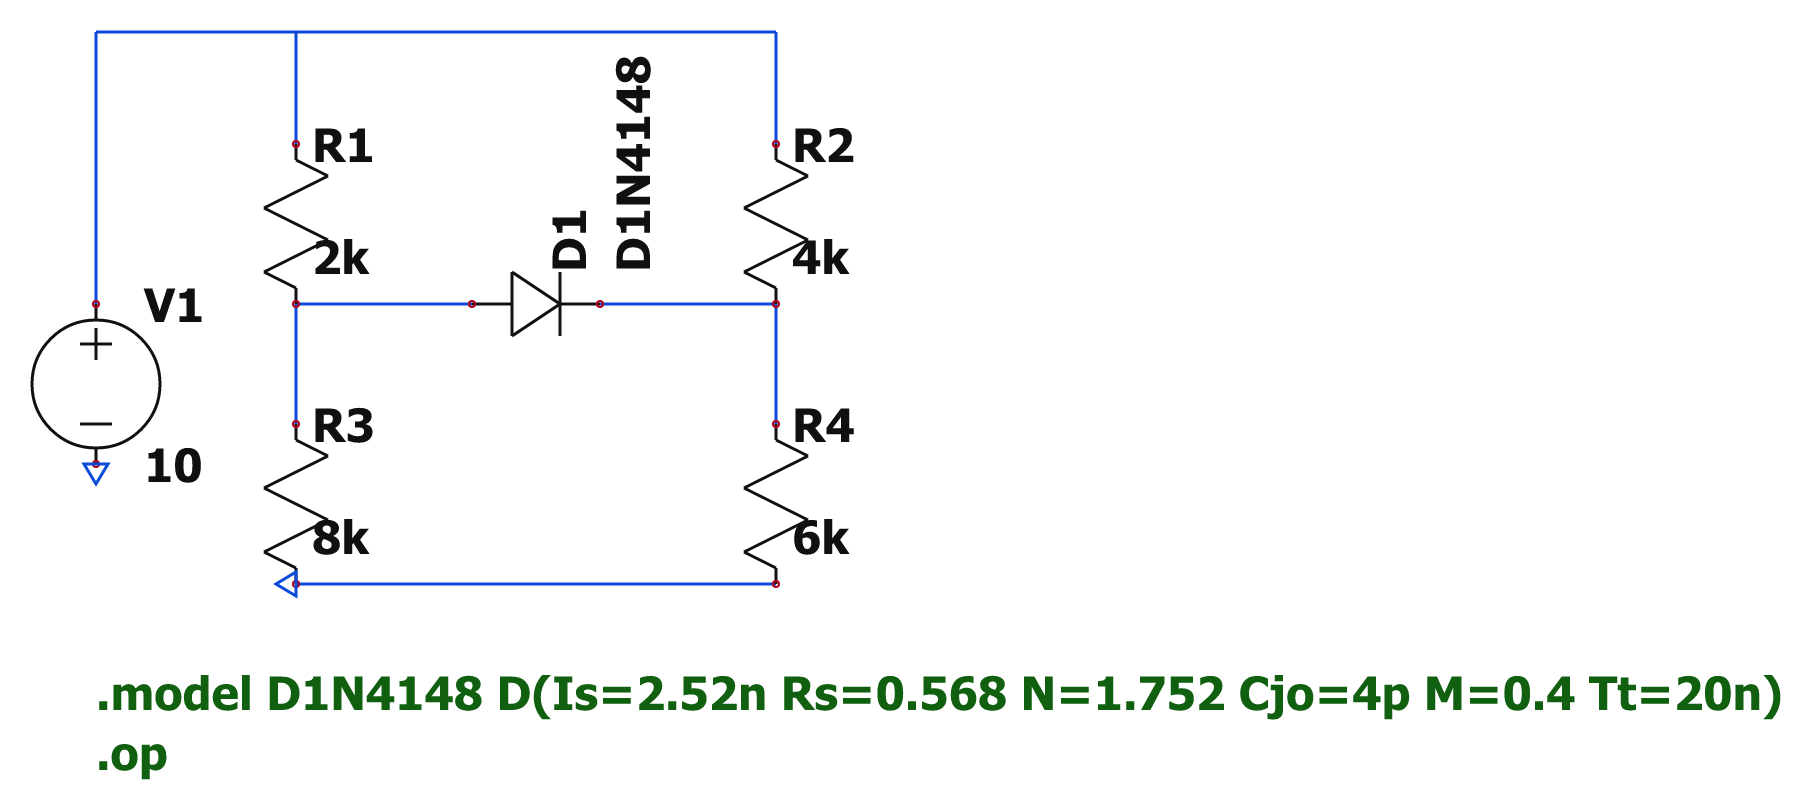 R1
D1N4148
R2
D1
2k
4k
V1
R3
R4
10
8k
6k
.model D1N4148 D(Is=2.52n Rs=0.568 N=1.752 Cjo=4p M=0.4 Tt=20n)
.op